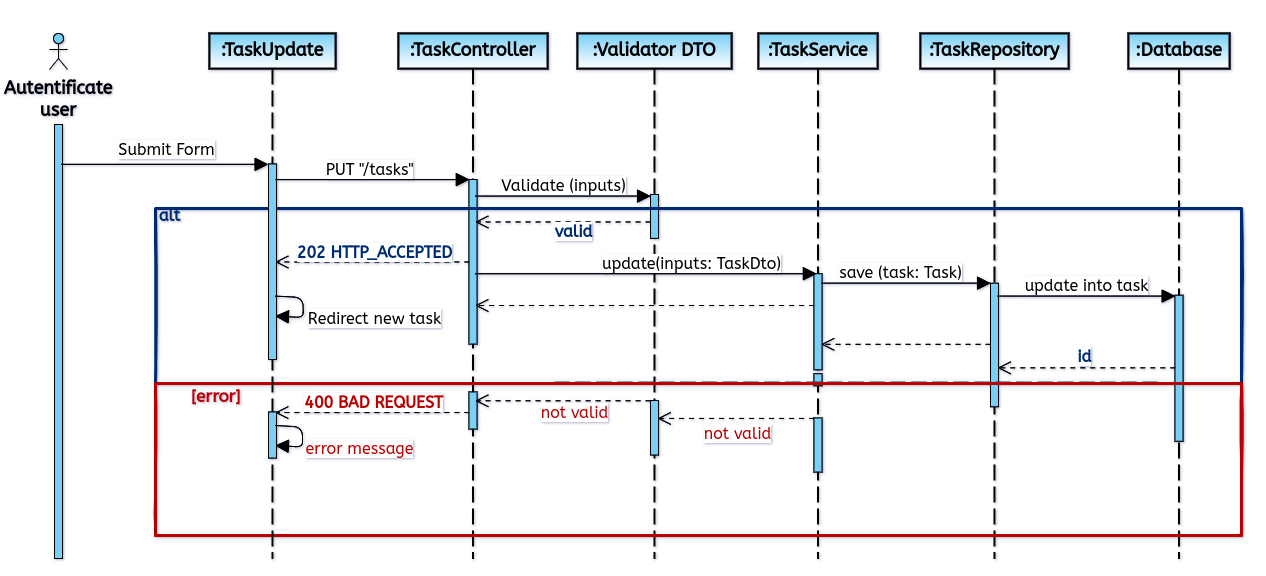 :TaskUpdate
:TaskController
:Validator DTO
:TaskService
:TaskRepository
:Database
Autentificate
user
Submit Form
PUT "/tasks"
Validate (inputs)
alt
valid
202 HTTP_ACCEPTED
update(inputs: TaskDto)
save (task: Task)
update into task
Redirect new task
id
[error]
400 BAD REQUEST
not valid
not valid
error message